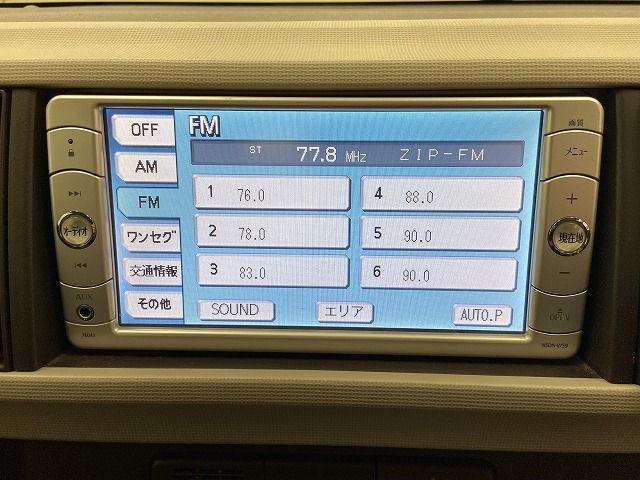 画質
メニュー
＋
現在地
－
OPEN
NSDN-W59
▶▶|
オーディオ
|◀◀
AUX
76043
OFF
AM
FM
ワンセグ
交通情報
その他
FM
ST 77.8 MHz ZIP-FM
1 76.0
4 88.0
2 78.0
5 90.0
3 83.0
6 90.0
SOUND
エリア
AUTO.P